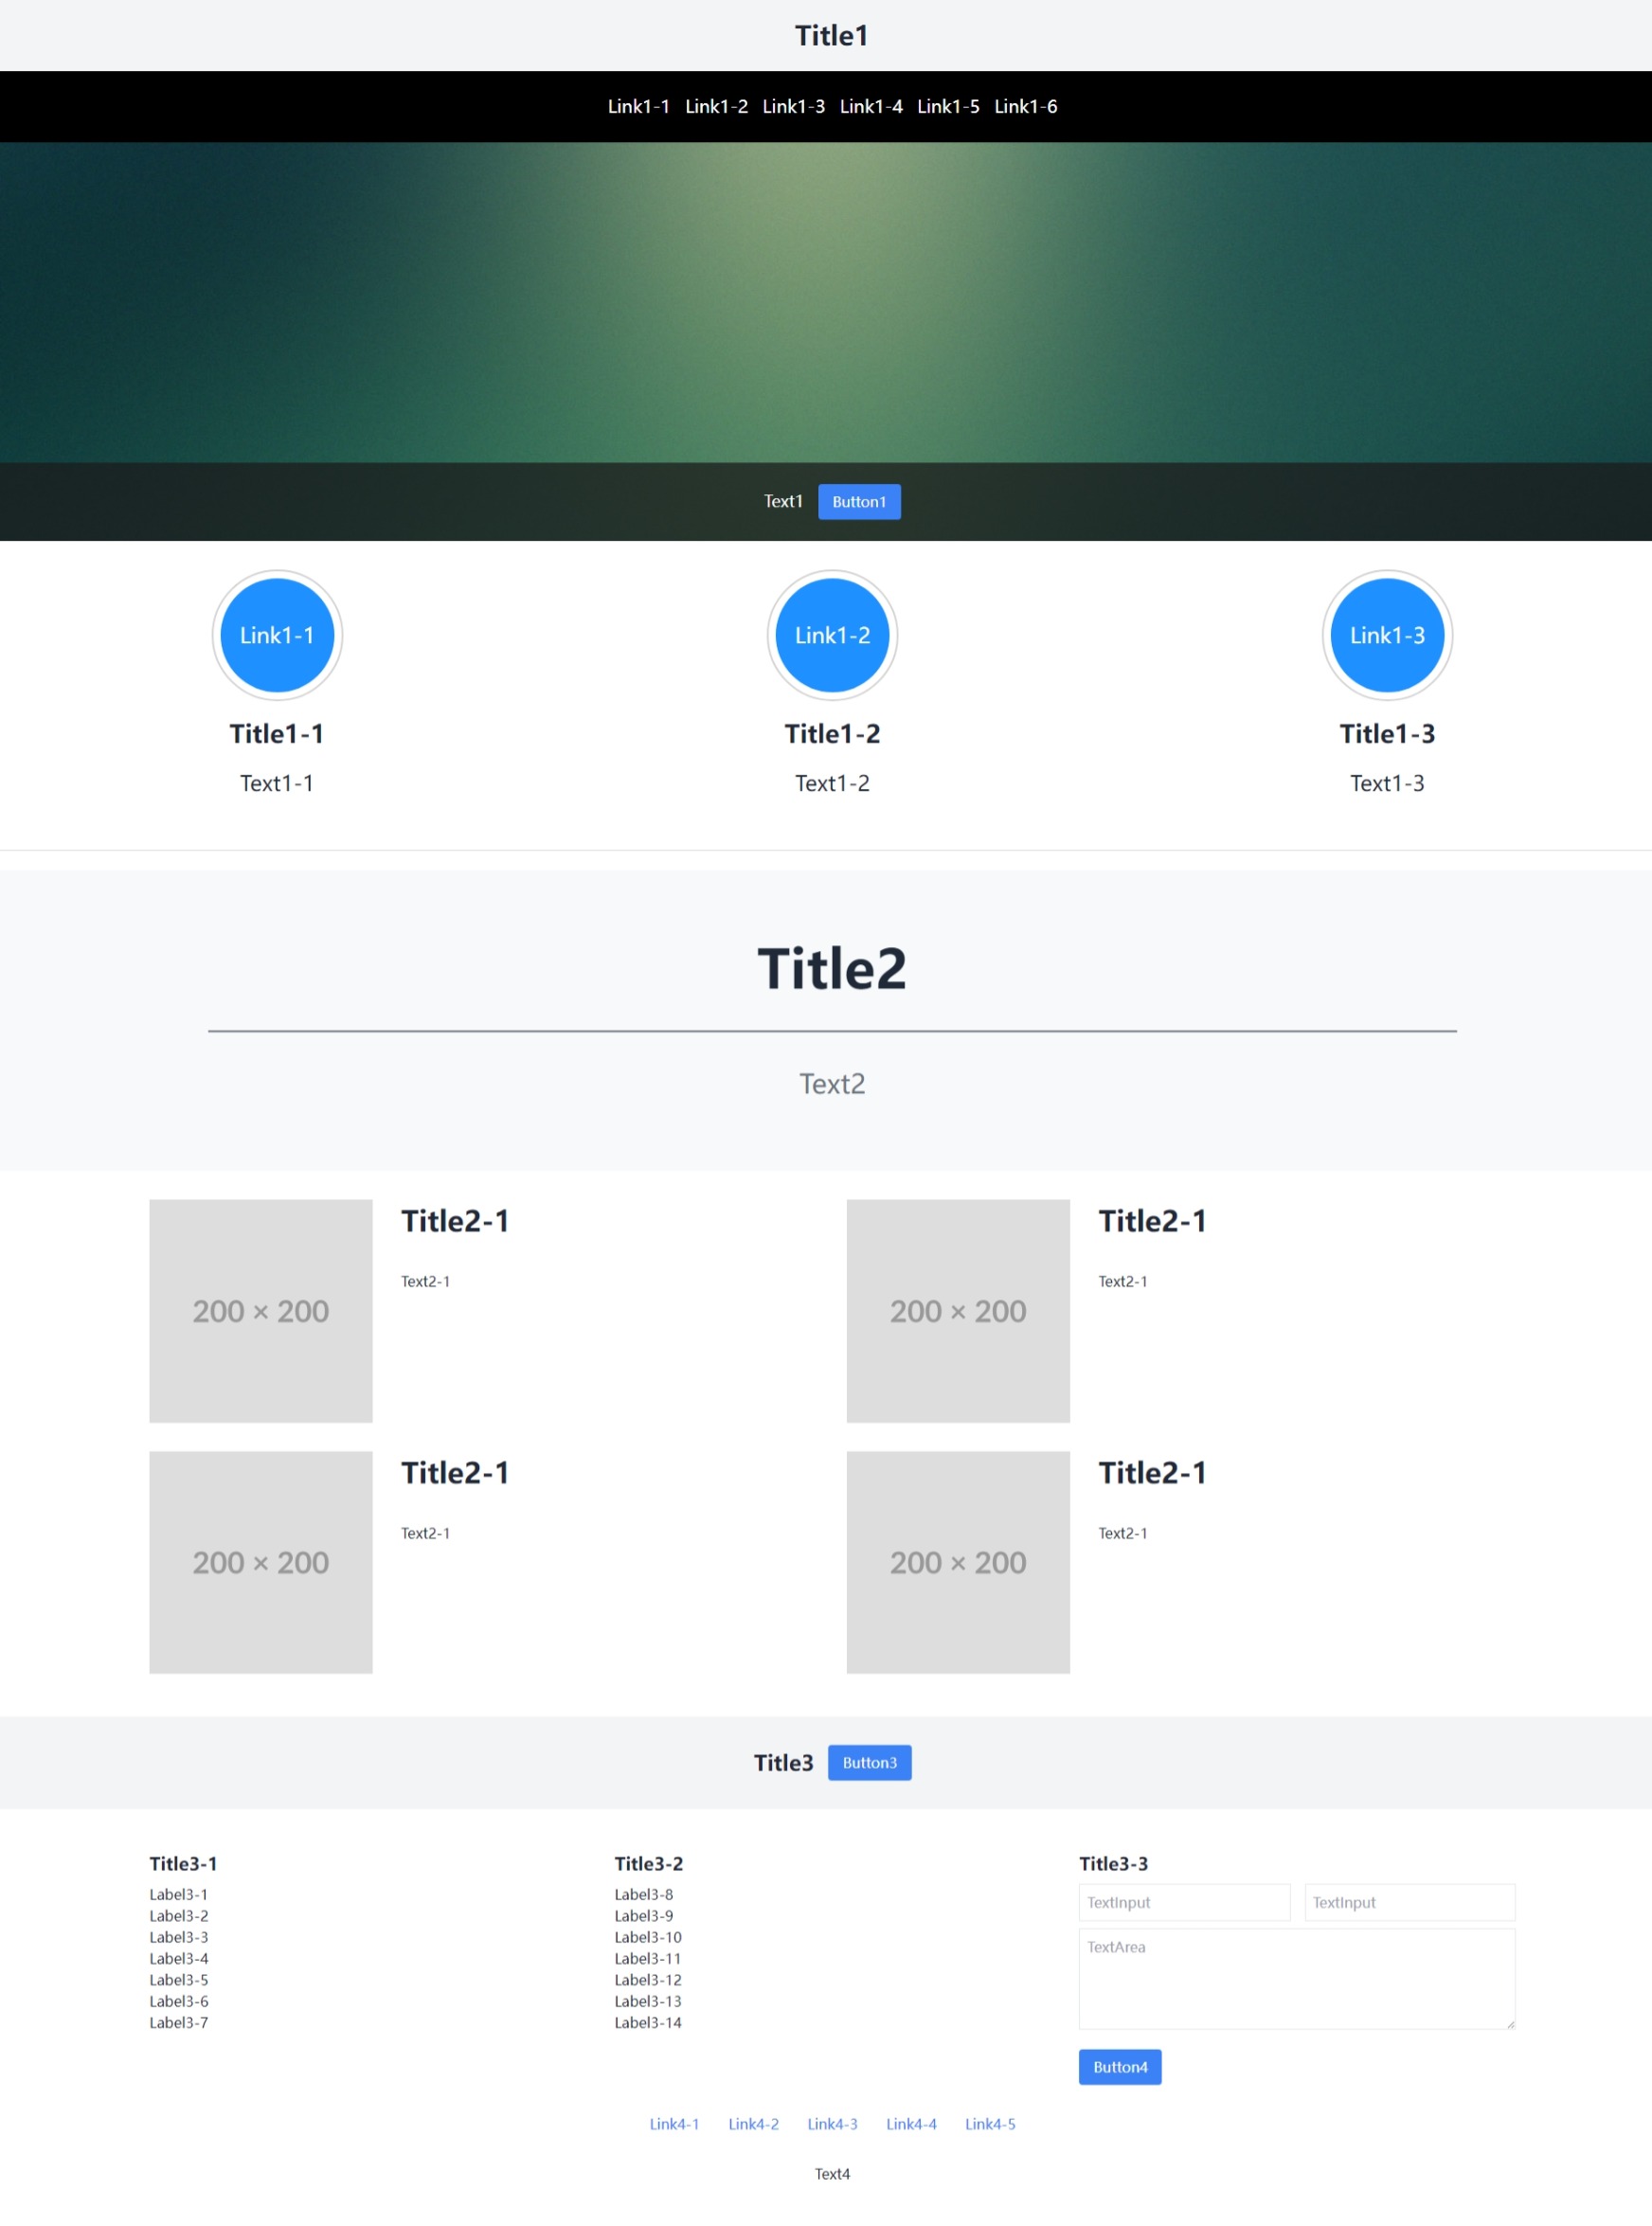 Title1
Link1-1 Link1-2 Link1-3 Link1-4 Link1-5 Link1-6
Text1 Button1
Link1-1 Link1-2 Link1-3
Title1-1 Title1-2 Title1-3
Text1-1 Text1-2 Text1-3
Title2
Text2
200 × 200
Title2-1
Text2-1
200 × 200
Title2-1
Text2-1
200 × 200
Title2-1
Text2-1
200 × 200
Title2-1
Text2-1
Title3 Button3
Title3-1
Label3-1
Label3-2
Label3-3
Label3-4
Label3-5
Label3-6
Label3-7
Title3-2
Label3-8
Label3-9
Label3-10
Label3-11
Label3-12
Label3-13
Label3-14
Title3-3
TextInput TextInput
TextArea
Button4
Link4-1 Link4-2 Link4-3 Link4-4 Link4-5
Text4